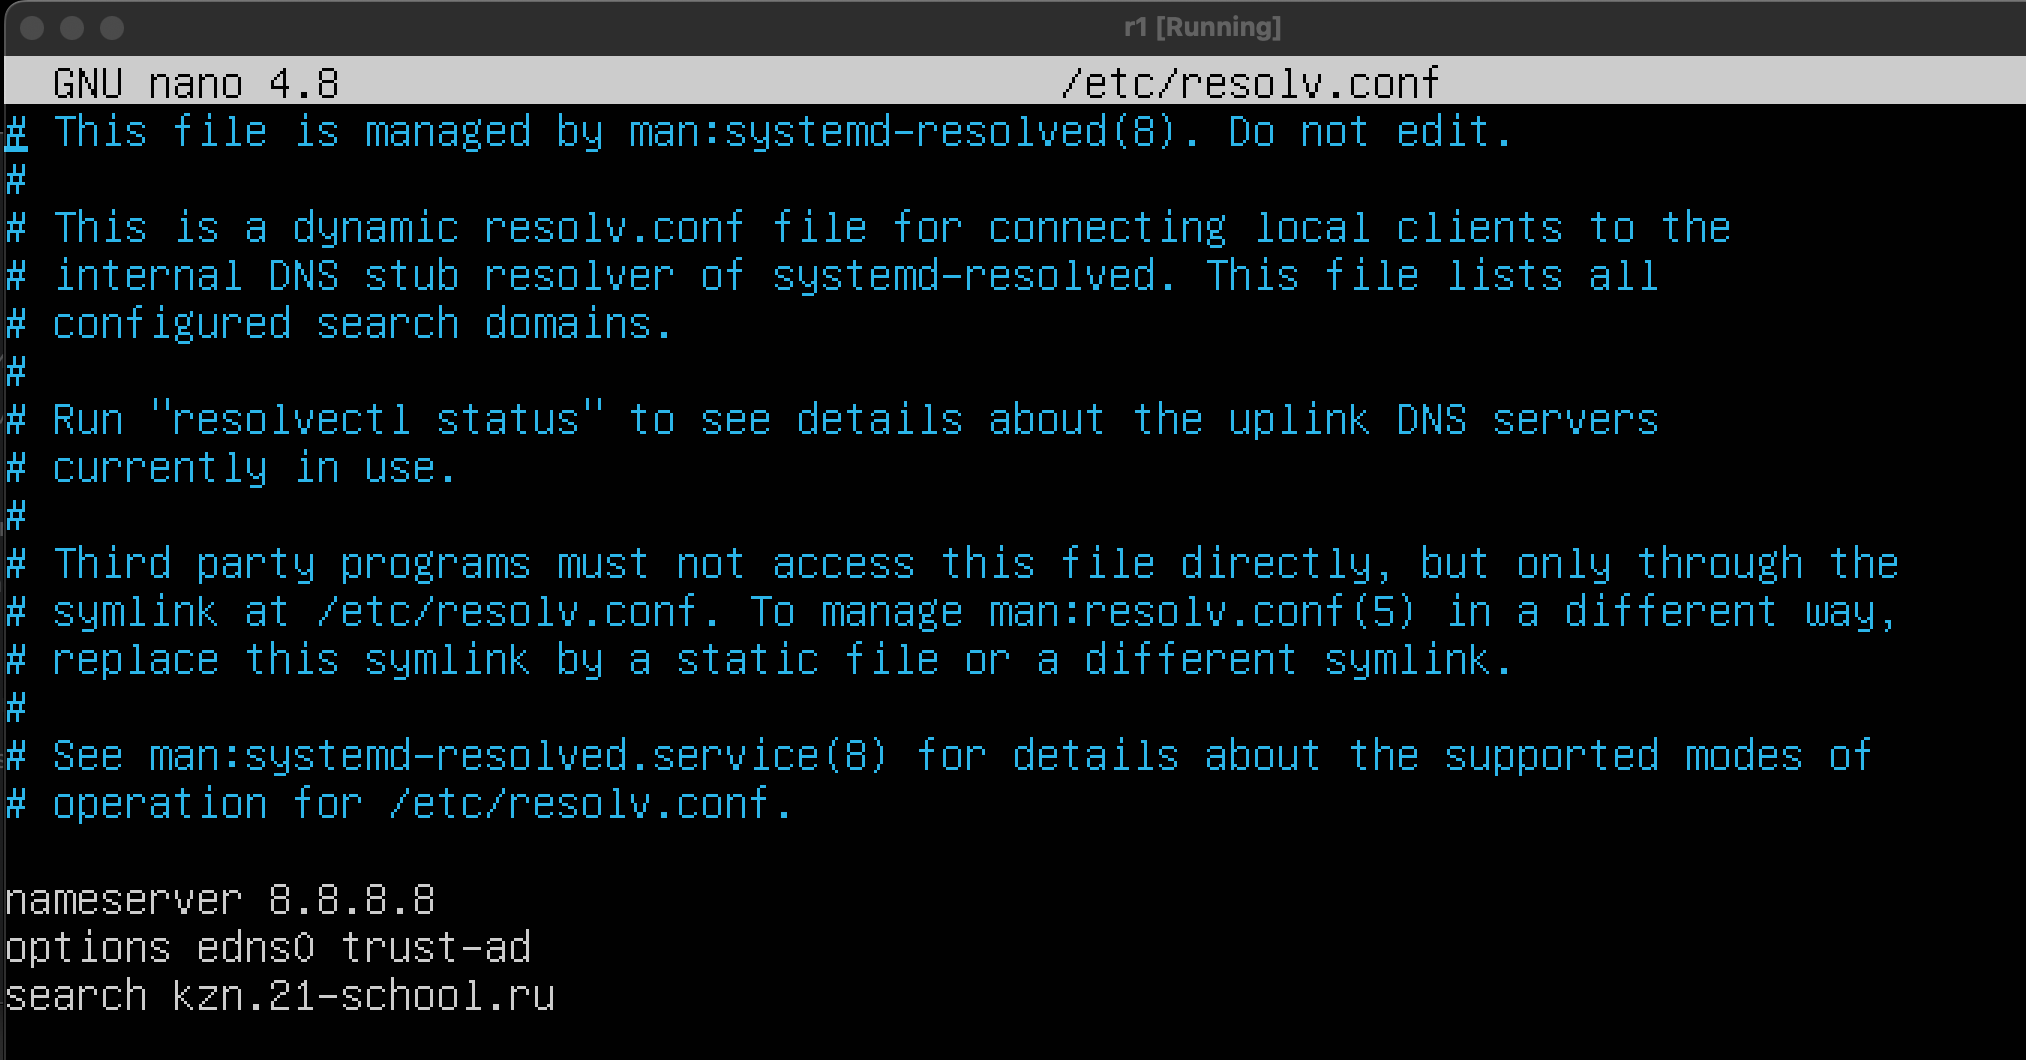 r1 [Running]
GNU nano 4.8 /etc/resolv.conf
# This file is managed by man:systemd-resolved(8). Do not edit.
#
# This is a dynamic resolv.conf file for connecting local clients to the
# internal DNS stub resolver of systemd-resolved. This file lists all
# configured search domains.
#
# Run "resolvectl status" to see details about the uplink DNS servers
# currently in use.
#
# Third party programs must not access this file directly, but only through the
# symlink at /etc/resolv.conf. To manage man:resolv.conf(5) in a different way,
# replace this symlink by a static file or a different symlink.
#
# See man:systemd-resolved.service(8) for details about the supported modes of
# operation for /etc/resolv.conf.
nameserver 8.8.8.8
options edns0 trust-ad
search kzn.21-school.ru